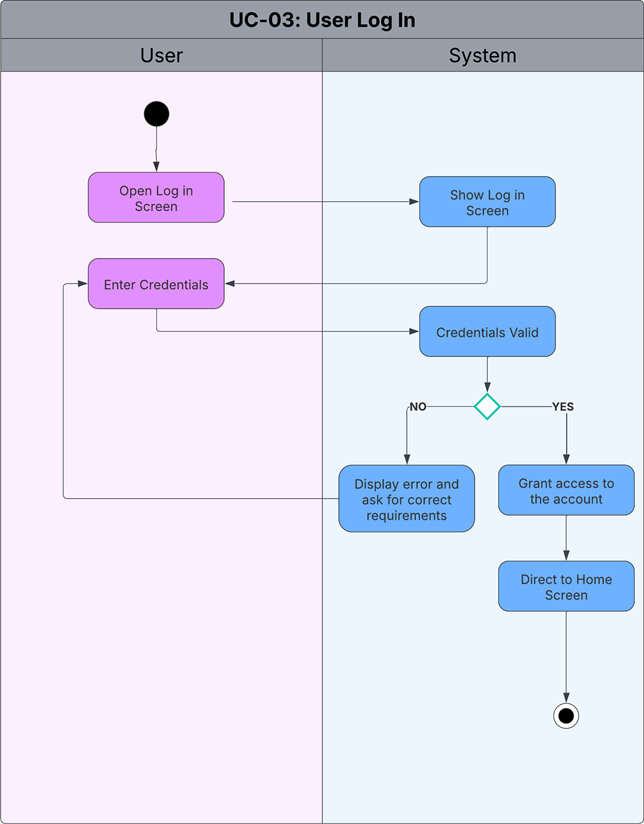 UC-03: User Log In
User
System
Open Log in
Screen
Show Log in
Screen
Enter Credentials
Credentials Valid
NO
YES
Display error and
ask for correct
requirements
Grant access to
the account
Direct to Home
Screen